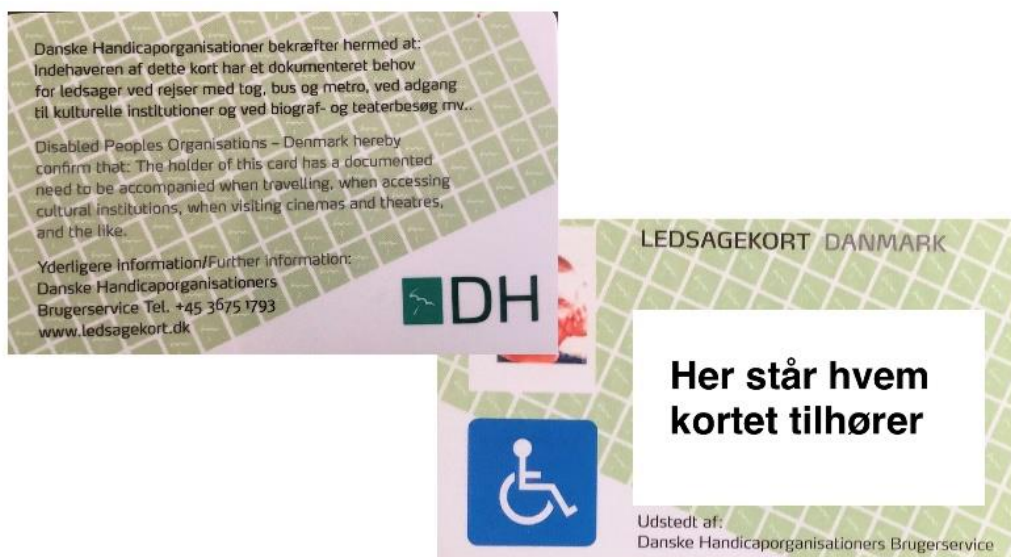 Danske Handicaporganisationer bekræfter hermed at:
Indehaveren af dette kort har et dokumenteret behov
for ledsager ved rejser med tog, bus og metro, ved adgang
til kulturelle institutioner og ved biograf- og teaterbesøg mv..
Disabled Peoples Organisations – Denmark hereby
confirm that: The holder of this card has a documented
need to be accompanied when travelling, when accessing
cultural institutions, when visiting cinemas and theatres,
and the like.
Yderligere information/Further information:
Danske Handicaporganisationers
Brugerservice Tel. +45 3675 1793
www.ledsagekort.dk
DH
LEDSAGEKORT DANMARK
Her står hvem
kortet tilhører
Udstedt af:
Danske Handicaporganisationers Brugerservice